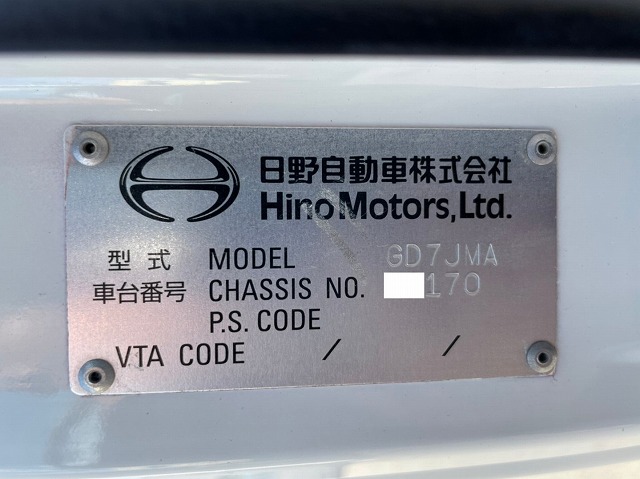 日野自動車株式会社
Hino Motors, Ltd.
型式 MODEL GD7JMA
車台番号 CHASSIS NO. 170
P.S. CODE
VTA CODE / /